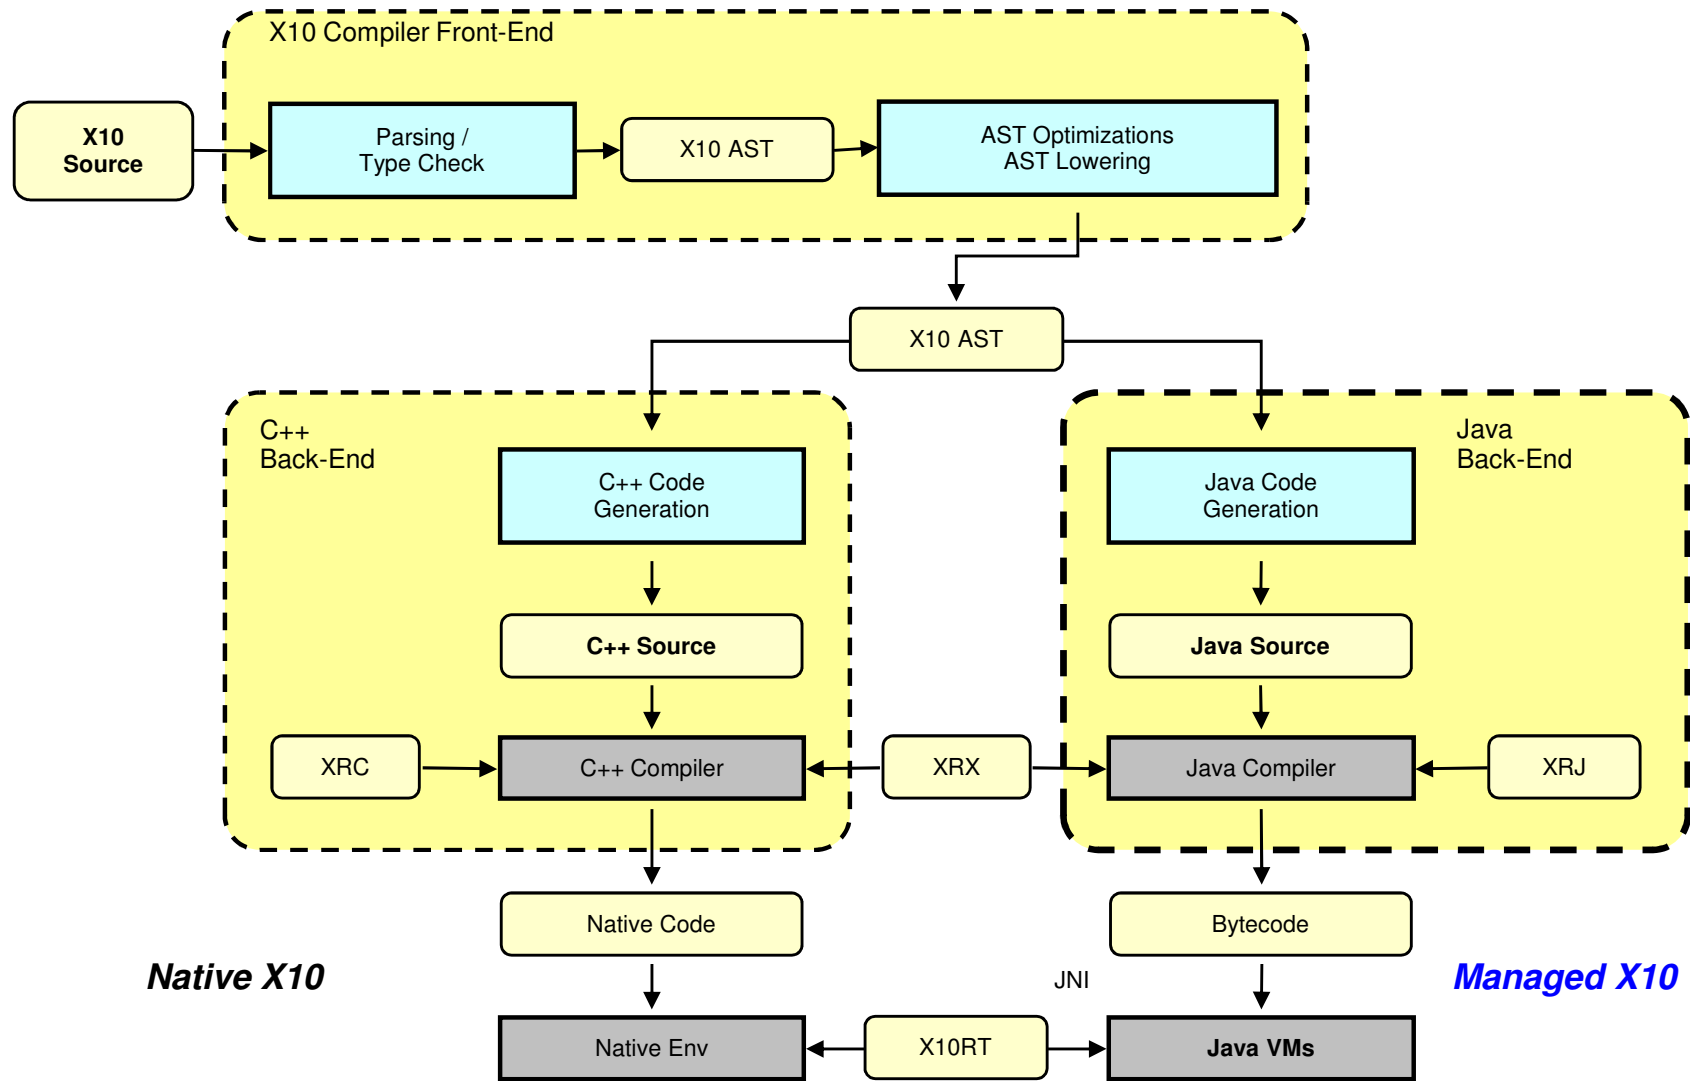 X10 Compiler Front-End
X10
Source
Parsing /
Type Check
X10 AST
AST Optimizations
AST Lowering
X10 AST
C++
Back-End
C++ Code
Generation
Java Code
Generation
Java
Back-End
C++ Source
Java Source
XRC
C++ Compiler
XRX
Java Compiler
XRJ
Native Code
Bytecode
Native X10
JNI
Managed X10
Native Env
X10RT
Java VMs